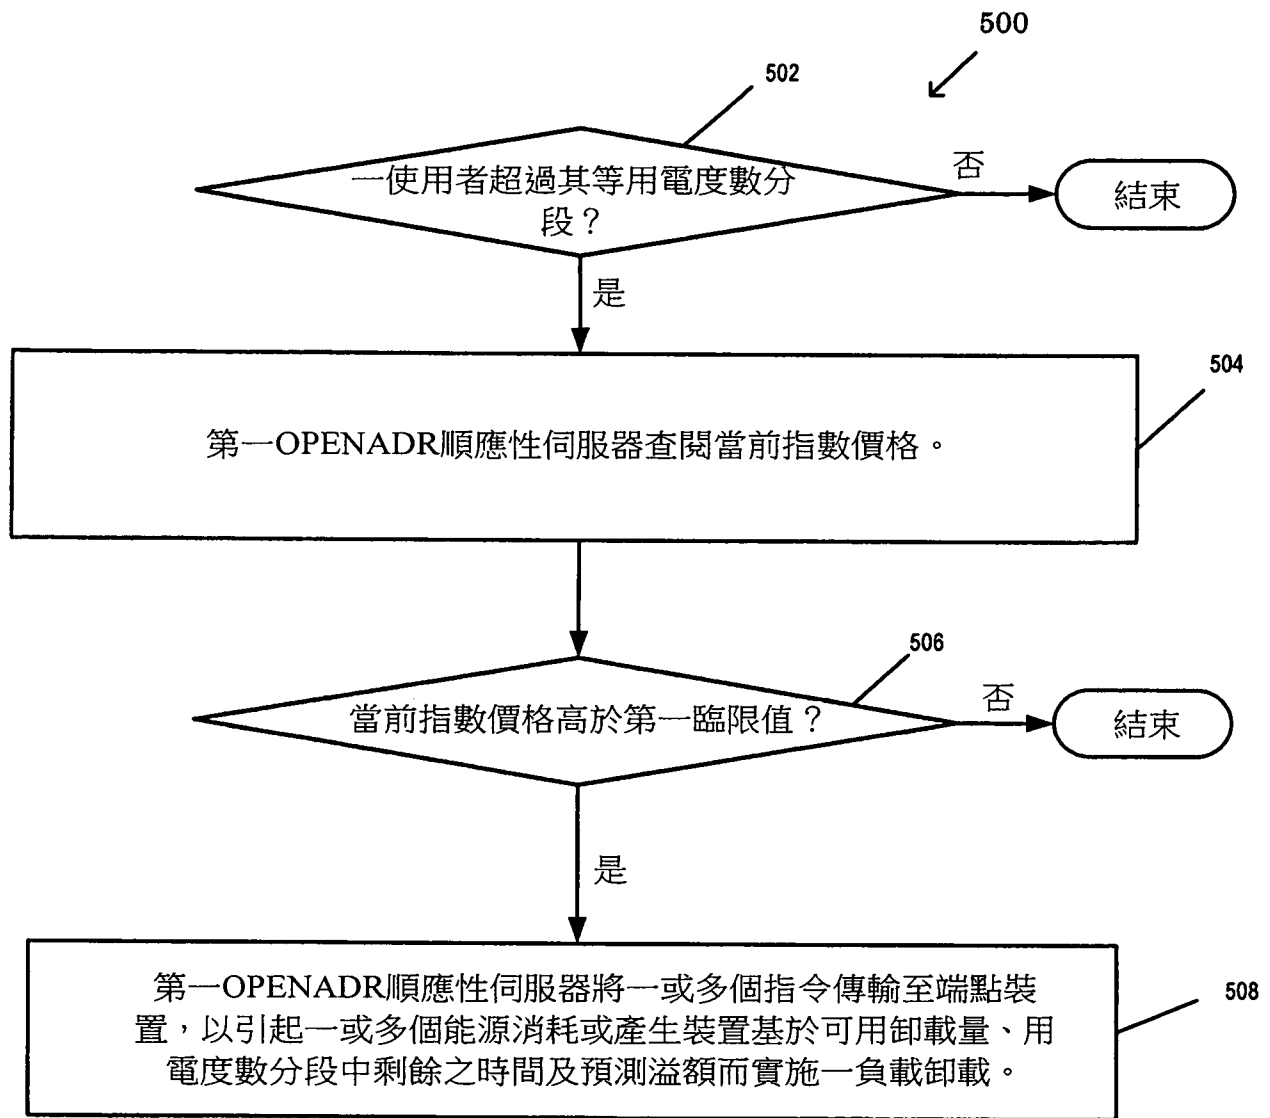 500
502
一使用者超過其等用電度數分
段？
否
結束
是
504
第一OPENADR順應性伺服器查閱當前指數價格。
506
當前指數價格高於第一臨限值？
否
結束
是
508
第一OPENADR順應性伺服器將一或多個指令傳輸至端點裝
置，以引起一或多個能源消耗或產生裝置基於可用卸載量、用
電度數分段中剩餘之時間及預測溢額而實施一負載卸載。